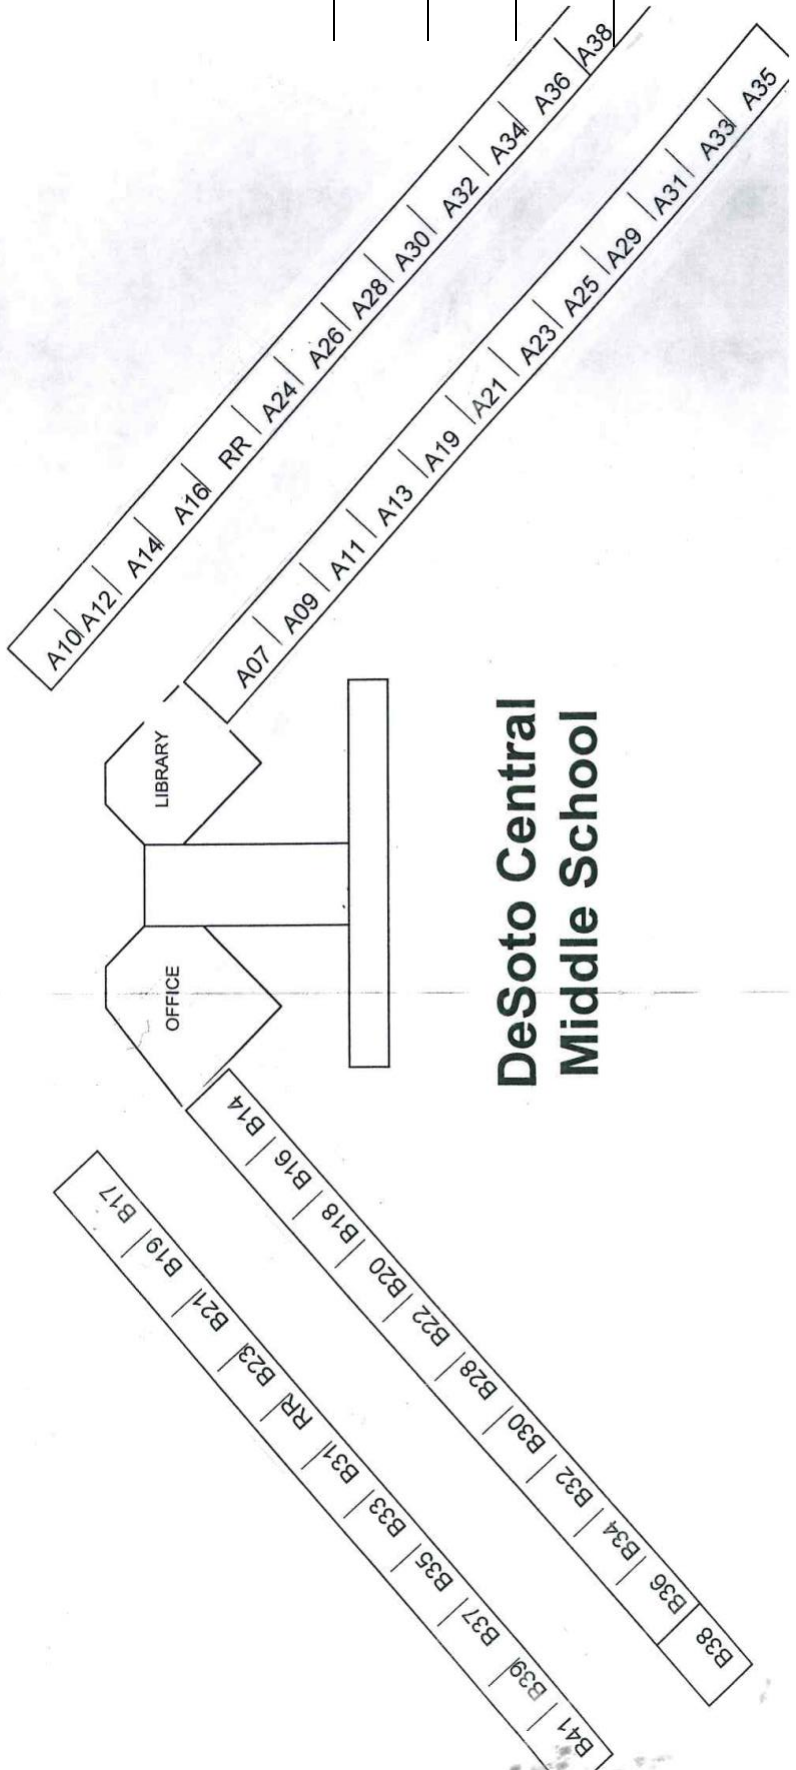 A10
A12
A14
A16
RR
A24
A26
A28
A30
A32
A34
A36
A38
A07
A09
A11
A13
A19
A21
A23
A25
A29
A31
A33
A35
LIBRARY
OFFICE
DeSoto Central
Middle School
B14
B16
B18
B20
B22
B28
B30
B32
B34
B36
B38
B17
B19
B21
B23
RR
B31
B33
B35
B37
B39
B41